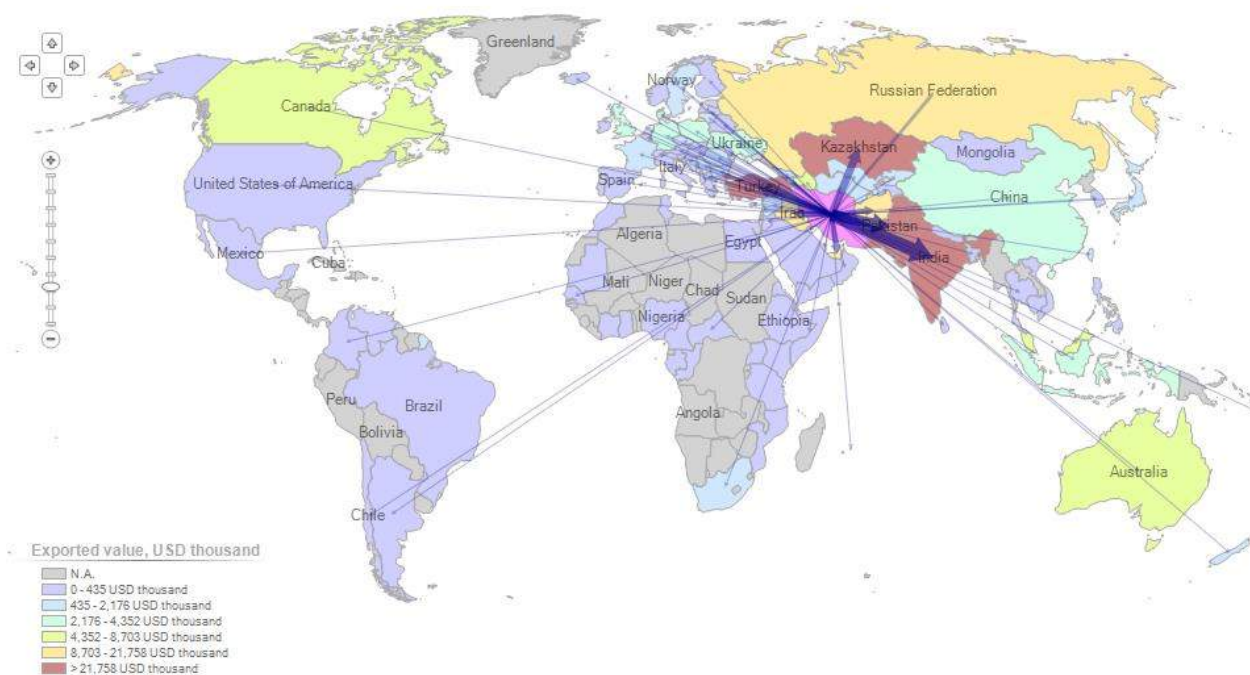 Greenland
Norway
Russian Federation
Canada
Ukraine
Kazakhstan
Mongolia
Italy
United States of America
Spain
Turkey
China
Iraq
Pakistan
Mexico
Algeria
Egypt
India
Cuba
Mali
Niger
Chad
Sudan
Nigeria
Ethiopia
Peru
Brazil
Angola
Bolivia
Australia
Chile
Exported value, USD thousand
N.A.
0 - 435 USD thousand
435 - 2,176 USD thousand
2,176 - 4,352 USD thousand
4,352 - 8,703 USD thousand
8,703 - 21,758 USD thousand
> 21,758 USD thousand